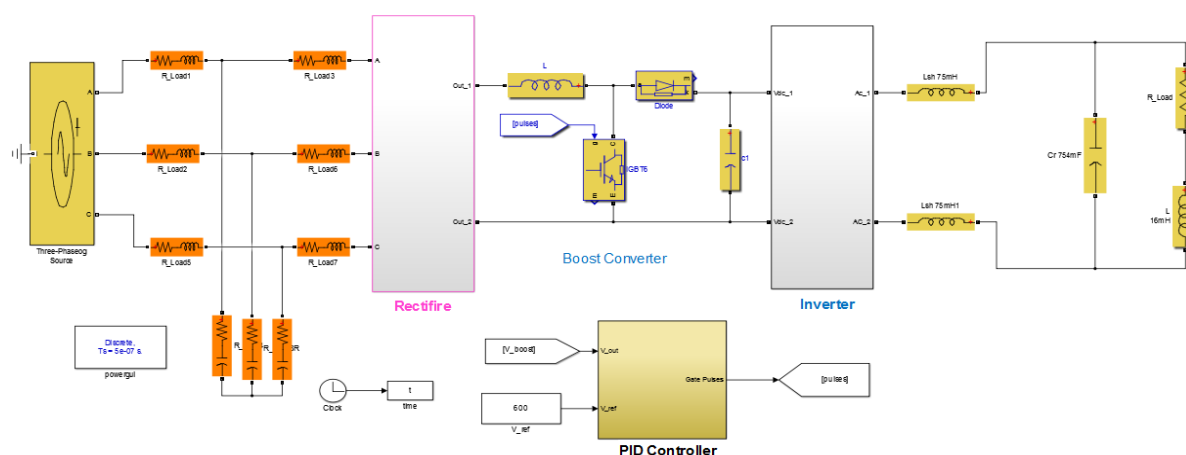 Three-Phaseog
Source
A
B
C
R_Load1
R_Load2
R_Load5
R_Load3
R_Load6
R_Load7
A
B
C
Out_1
Out_2
Rectifire
L
[pulses]
Diode
m
a
k
g
C
E
m
IGBT6
c1
Boost Converter
Vdc_1
Vdc_2
Ac_1
AC_2
Inverter
Lsh 75mH
Lsh 75mH1
Cr 754mF
R_Load
L
16mH
Discrete,
Ts = 5e-07 s.
powergui
Clock
t
time
[V_boost]
600
V_ref
V_out
V_ref
Gate Pulses
PID Controller
[pulses]